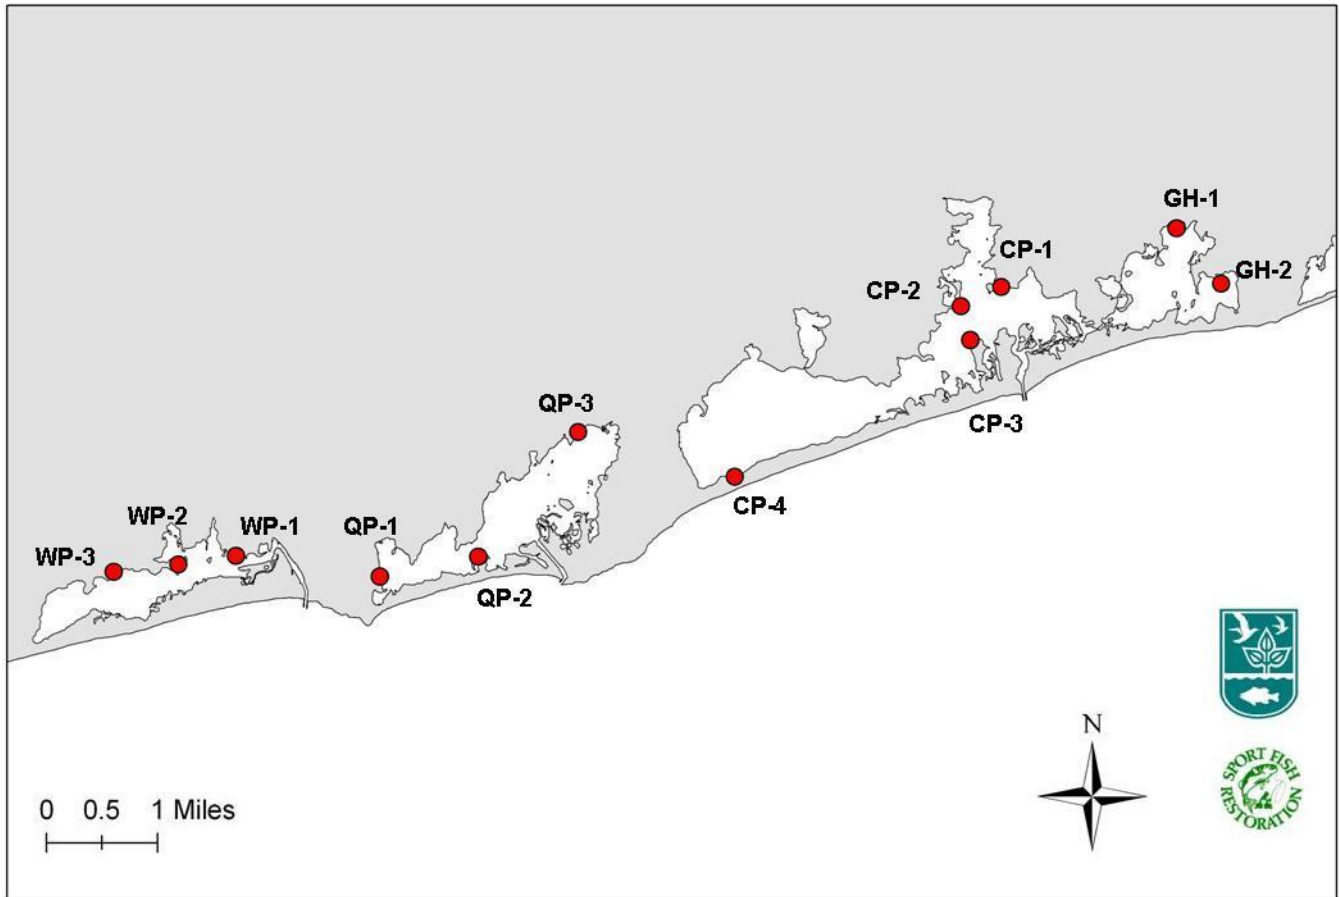 GH-1
CP-1
GH-2
CP-2
QP-3
CP-3
CP-4
WP-2
WP-1
QP-1
WP-3
QP-2
N
SPORT FISH
RESTORATION
0 0.5 1 Miles